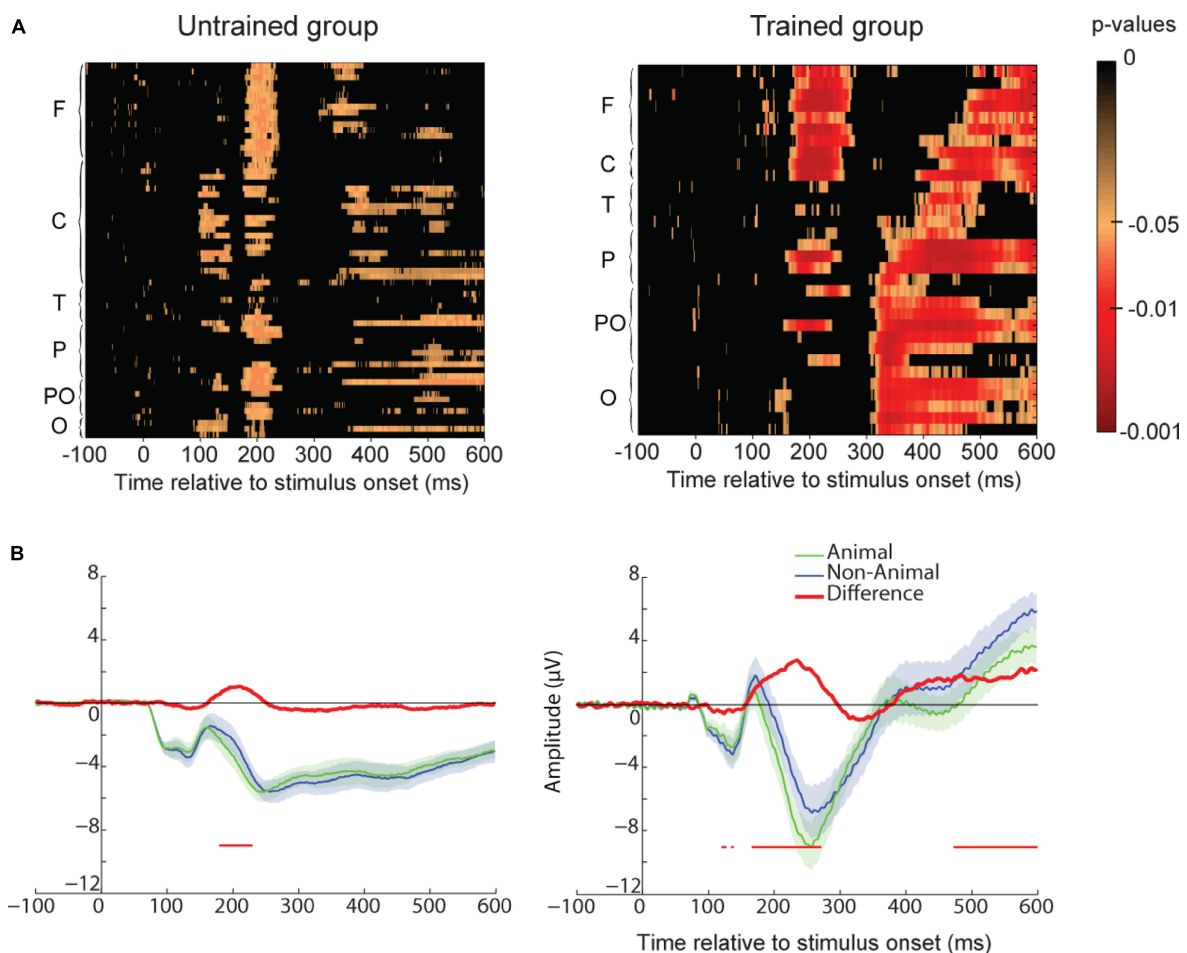 A
Untrained group
Trained group
p-values
F
C
T
P
PO
O
-100 0 100 200 300 400 500 600
Time relative to stimulus onset (ms)
F
C
T
P
PO
O
-100 0 100 200 300 400 500 600
Time relative to stimulus onset (ms)
0
-0.05
-0.01
-0.001
B
8
4
0
−4
−8
−12
−100 0 100 200 300 400 500 600
Animal
Non-Animal
Difference
Amplitude (μV)
8
4
0
−4
−8
−12
−100 0 100 200 300 400 500 600
Time relative to stimulus onset (ms)